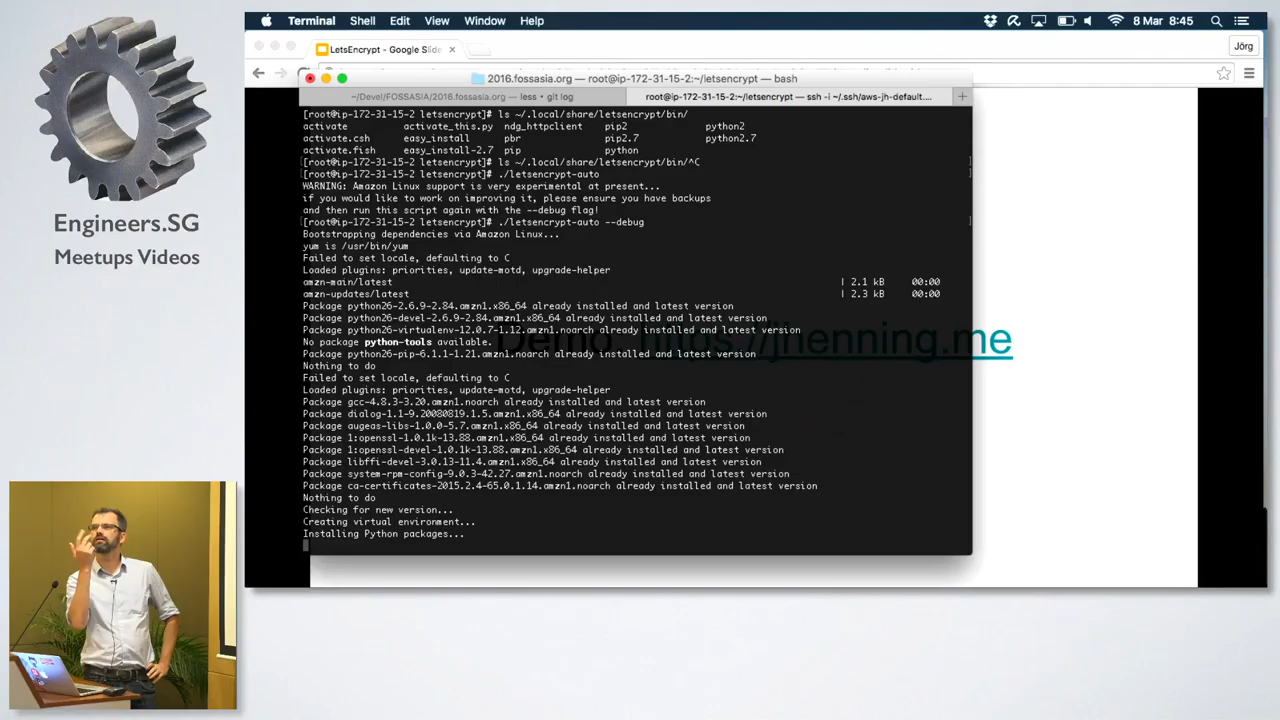 Engineers.SG
Meetups Videos
Terminal Shell Edit View Window Help
8 Mar 8:45
LetsEncrypt - Google Slide
Jörg
2016.fossasia.org — root@ip-172-31-15-2:~/letsencrypt — bash
~/Devel/FOSSASIA/2016.fossasia.org — less • git log
root@ip-172-31-15-2:~/letsencrypt — ssh -i ~/.ssh/aws-jh-default....
[root@ip-172-31-15-2 letsencrypt]# ls ~/.local/share/letsencrypt/bin/
activate activate_this.py ndg_httpclient pip2 python2
activate.csh easy_install pbr pip2.7 python2.7
activate.fish easy_install-2.7 pip python
[root@ip-172-31-15-2 letsencrypt]# ls ~/.local/share/letsencrypt/bin/^C
[root@ip-172-31-15-2 letsencrypt]# ./letsencrypt-auto
WARNING: Amazon Linux support is very experimental at present...
if you would like to work on improving it, please ensure you have backups
and then run this script again with the --debug flag!
[root@ip-172-31-15-2 letsencrypt]# ./letsencrypt-auto --debug
Bootstrapping dependencies via Amazon Linux...
yum is /usr/bin/yum
Failed to set locale, defaulting to C
Loaded plugins: priorities, update-motd, upgrade-helper
amzn-main/latest | 2.1 kB 00:00
amzn-updates/latest | 2.3 kB 00:00
Package python26-2.6.9-2.84.amzn1.x86_64 already installed and latest version
Package python26-devel-2.6.9-2.84.amzn1.x86_64 already installed and latest version
Package python26-virtualenv-12.0.7-1.12.amzn1.noarch already installed and latest version
No package python-tools available.
Package python26-pip-6.1.1-1.21.amzn1.noarch already installed and latest version
Demo: https://jhenning.me
Nothing to do
Failed to set locale, defaulting to C
Loaded plugins: priorities, update-motd, upgrade-helper
Package gcc-4.8.3-3.20.amzn1.noarch already installed and latest version
Package dialog-1.1-9.20080819.1.5.amzn1.x86_64 already installed and latest version
Package augeas-libs-1.0.0-5.7.amzn1.x86_64 already installed and latest version
Package 1:openssl-1.0.1k-13.88.amzn1.x86_64 already installed and latest version
Package 1:openssl-devel-1.0.1k-13.88.amzn1.x86_64 already installed and latest version
Package libffi-devel-3.0.13-11.4.amzn1.x86_64 already installed and latest version
Package system-rpm-config-9.0.3-42.27.amzn1.noarch already installed and latest version
Package ca-certificates-2015.2.4-65.0.1.14.amzn1.noarch already installed and latest version
Nothing to do
Checking for new version...
Creating virtual environment...
Installing Python packages...